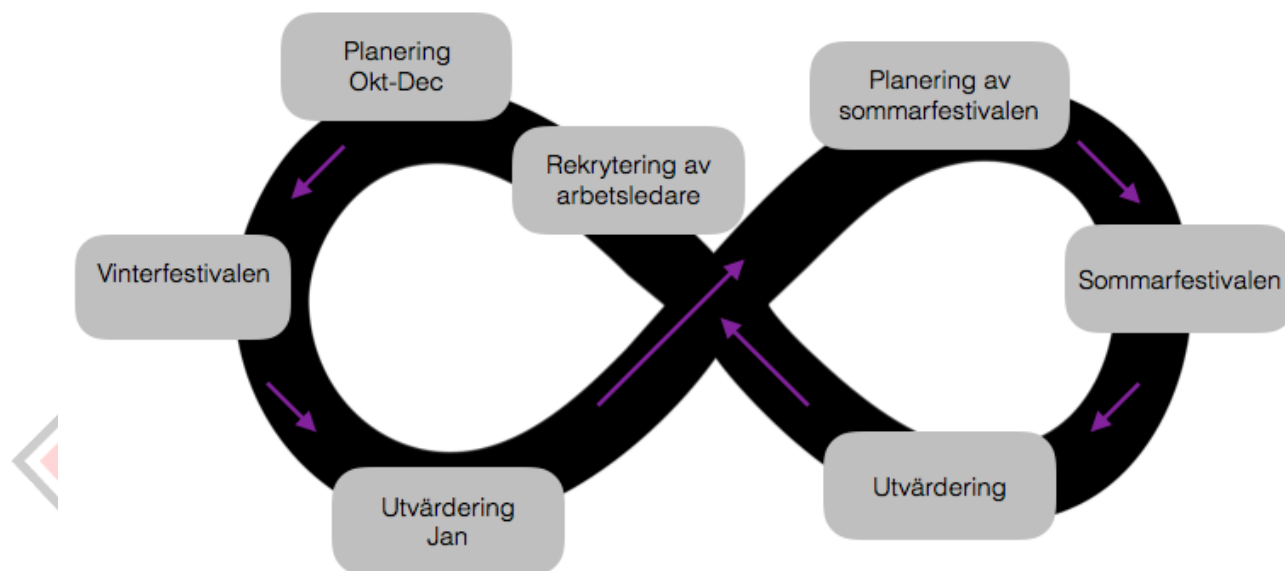 Planering
Okt-Dec
Planering av
sommarfestivalen
Rekrytering av
arbetsledare
Vinterfestivalen
Sommarfestivalen
Utvärdering
Jan
Utvärdering